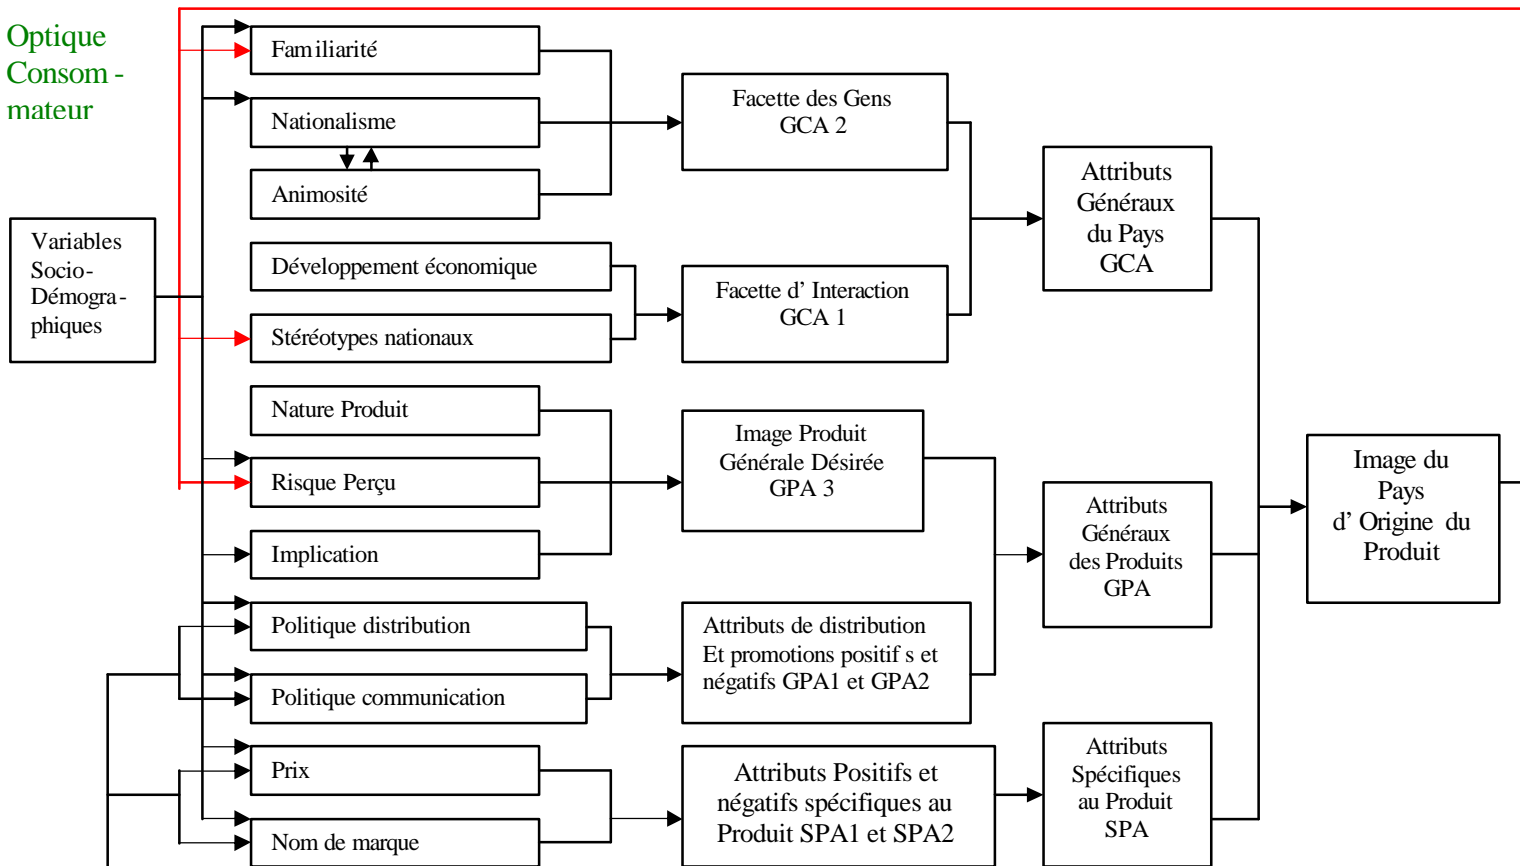 Optique
Consom -
mateur
Familiarité
Nationalisme
Animosité
Variables
Socio-
Démogra-
phiques
Développement économique
Stéréotypes nationaux
Nature Produit
Risque Perçu
Implication
Politique distribution
Politique communication
Prix
Nom de marque
Facette des Gens
GCA 2
Facette d’ Interaction
GCA 1
Image Produit
Générale Désirée
GPA 3
Attributs de distribution
Et promotions positif s et
négatifs GPA1 et GPA2
Attributs Positifs et
négatifs spécifiques au
Produit SPA1 et SPA2
Attributs
Généraux
du Pays
GCA
Attributs
Généraux
des Produits
GPA
Attributs
Spécifiques
au Produit
SPA
Image du
Pays
d’ Origine du
Produit